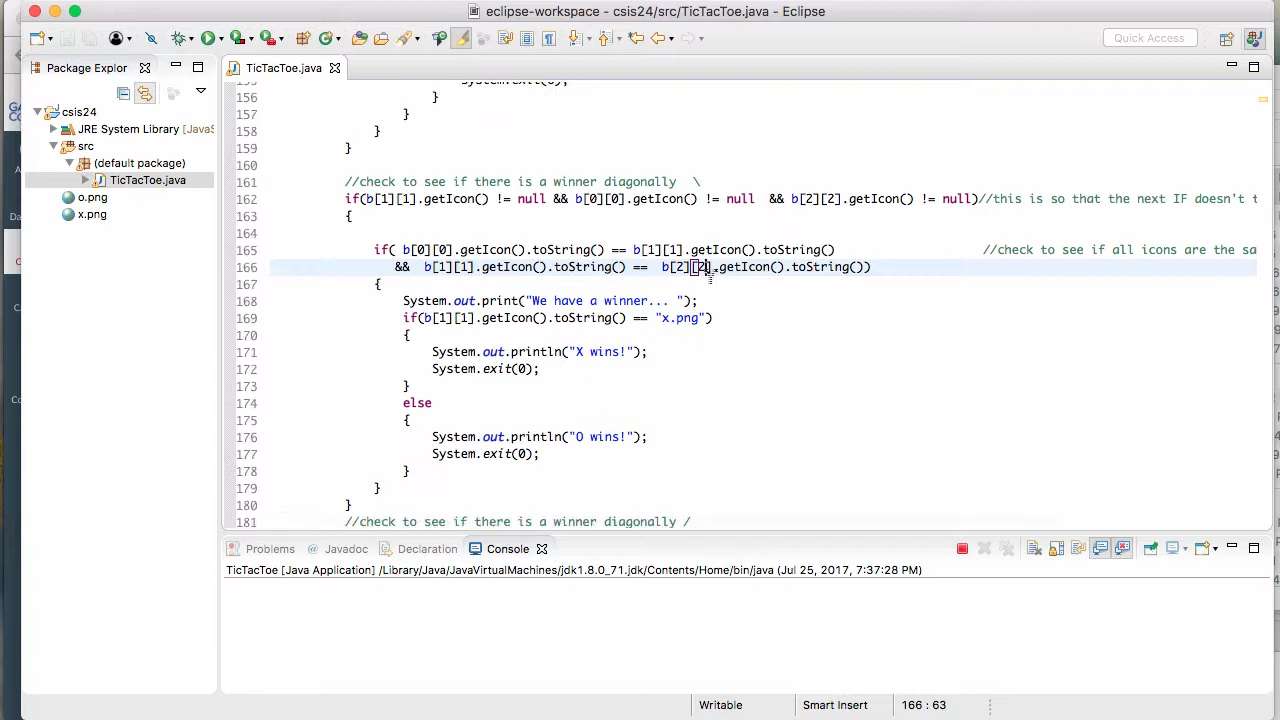 eclipse-workspace - csis24/src/TicTacToe.java - Eclipse
Quick Access
Package Explor
TicTacToe.java
csis24
JRE System Library [JavaS
src
(default package)
TicTacToe.java
o.png
x.png
156 }
157 }
158 }
159 }
160
161 //check to see if there is a winner diagonally \
162 if(b[1][1].getIcon() != null && b[0][0].getIcon() != null && b[2][2].getIcon() != null)//this is so that the next IF doesn't t
163 {
165 if( b[0][0].getIcon().toString() == b[1][1].getIcon().toString() //check to see if all icons are the sa
166 && b[1][1].getIcon().toString() == b[2][2].getIcon().toString())
167 {
168 System.out.print("We have a winner... ");
169 if(b[1][1].getIcon().toString() == "x.png")
170 {
171 System.out.println("X wins!");
172 System.exit(0);
173 }
174 else
175 {
176 System.out.println("O wins!");
177 System.exit(0);
178 }
179 }
180 }
181 //check to see if there is a winner diagonally /
Problems Javadoc Declaration Console
TicTacToe [Java Application] /Library/Java/JavaVirtualMachines/jdk1.8.0_71.jdk/Contents/Home/bin/java (Jul 25, 2017, 7:37:28 PM)
Writable Smart Insert 166 : 63